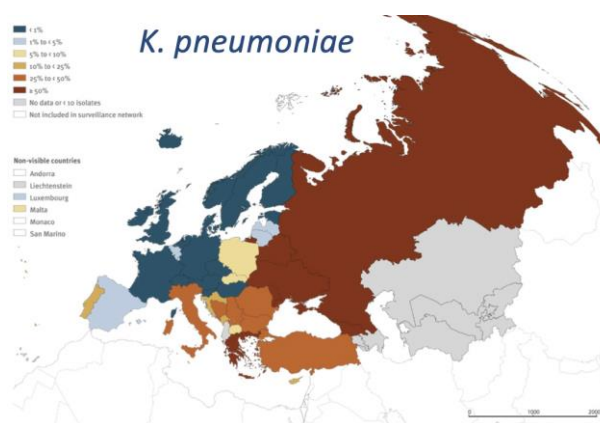 K. pneumoniae
< 1%
1% to < 5%
5% to < 10%
10% to < 25%
25% to < 50%
≥ 50%
No data or < 10 isolates
Not included in surveillance network
Non-visible countries
Andorra
Liechtenstein
Luxembourg
Malta
Monaco
San Marino
0 1000 2000